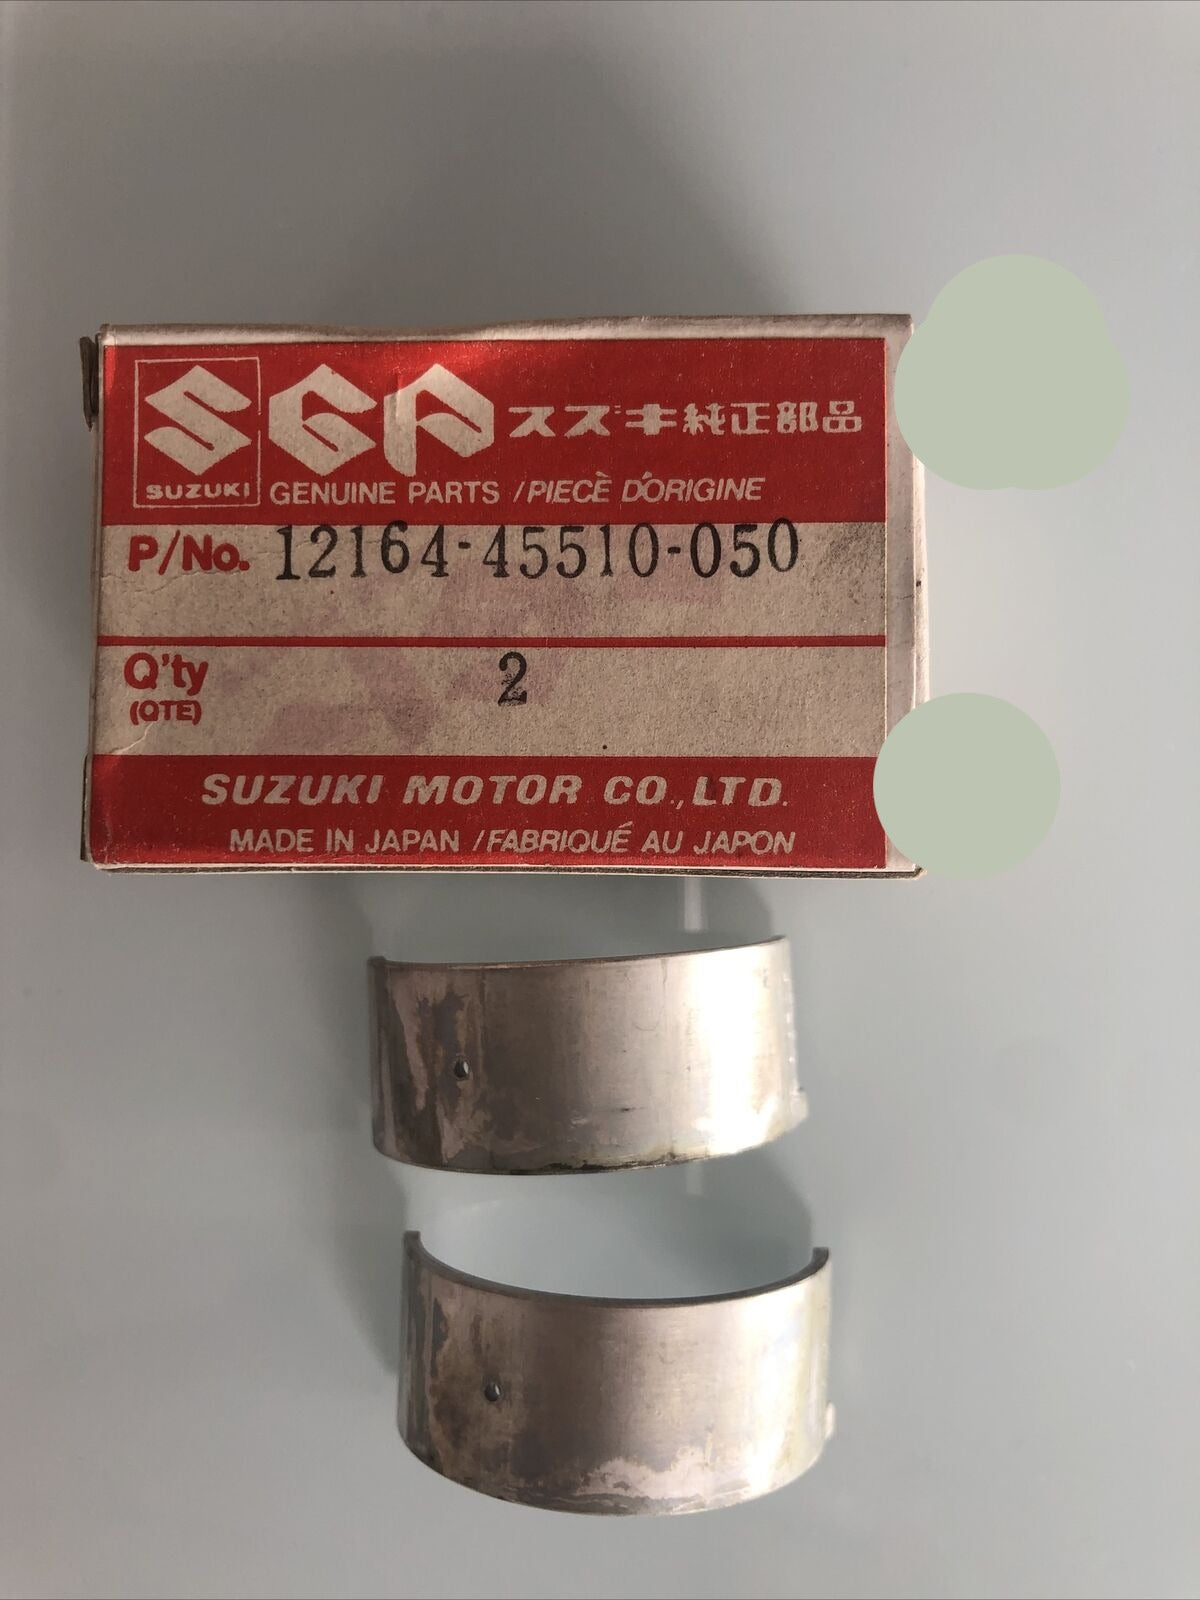 SGP スズキ純正部品
SUZUKI GENUINE PARTS /PIECÈ D'ORIGINE
P/No. 12164-45510-050
Q'ty 2
(QTE)
SUZUKI MOTOR CO.,LTD.
MADE IN JAPAN /FABRIQUÉ AU JAPON